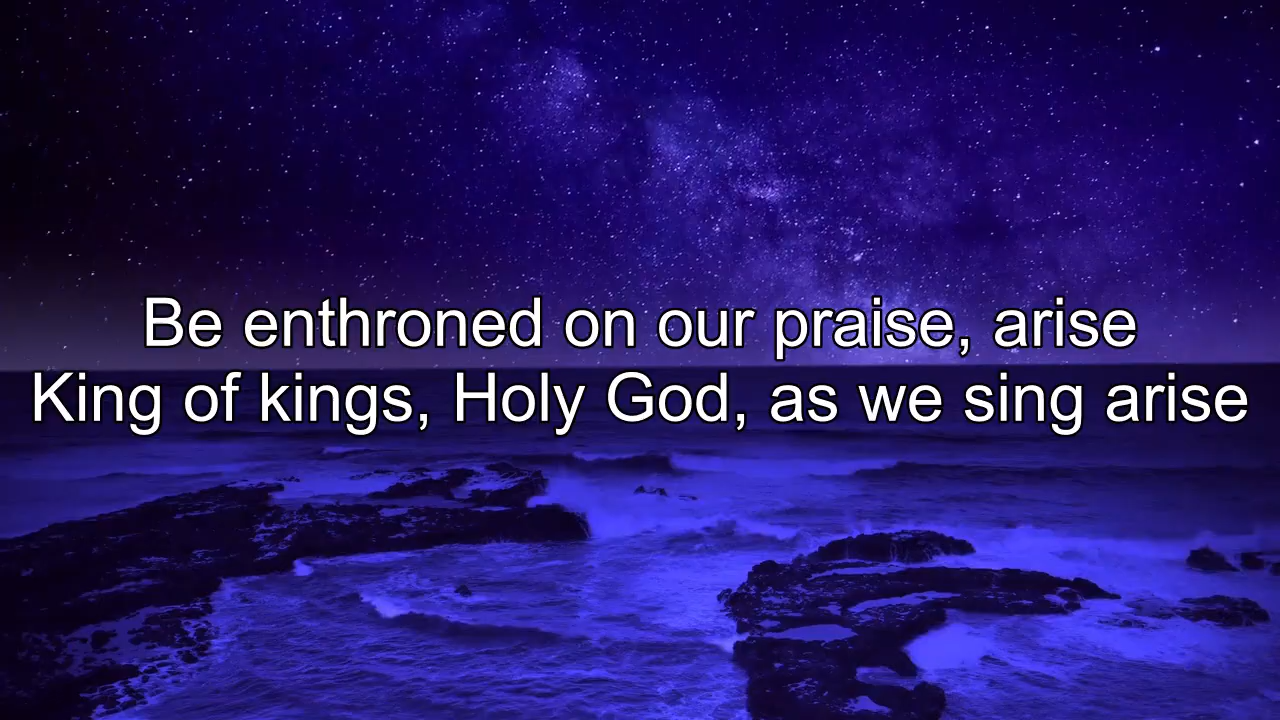 Be enthroned on our praise, arise
King of kings, Holy God, as we sing arise